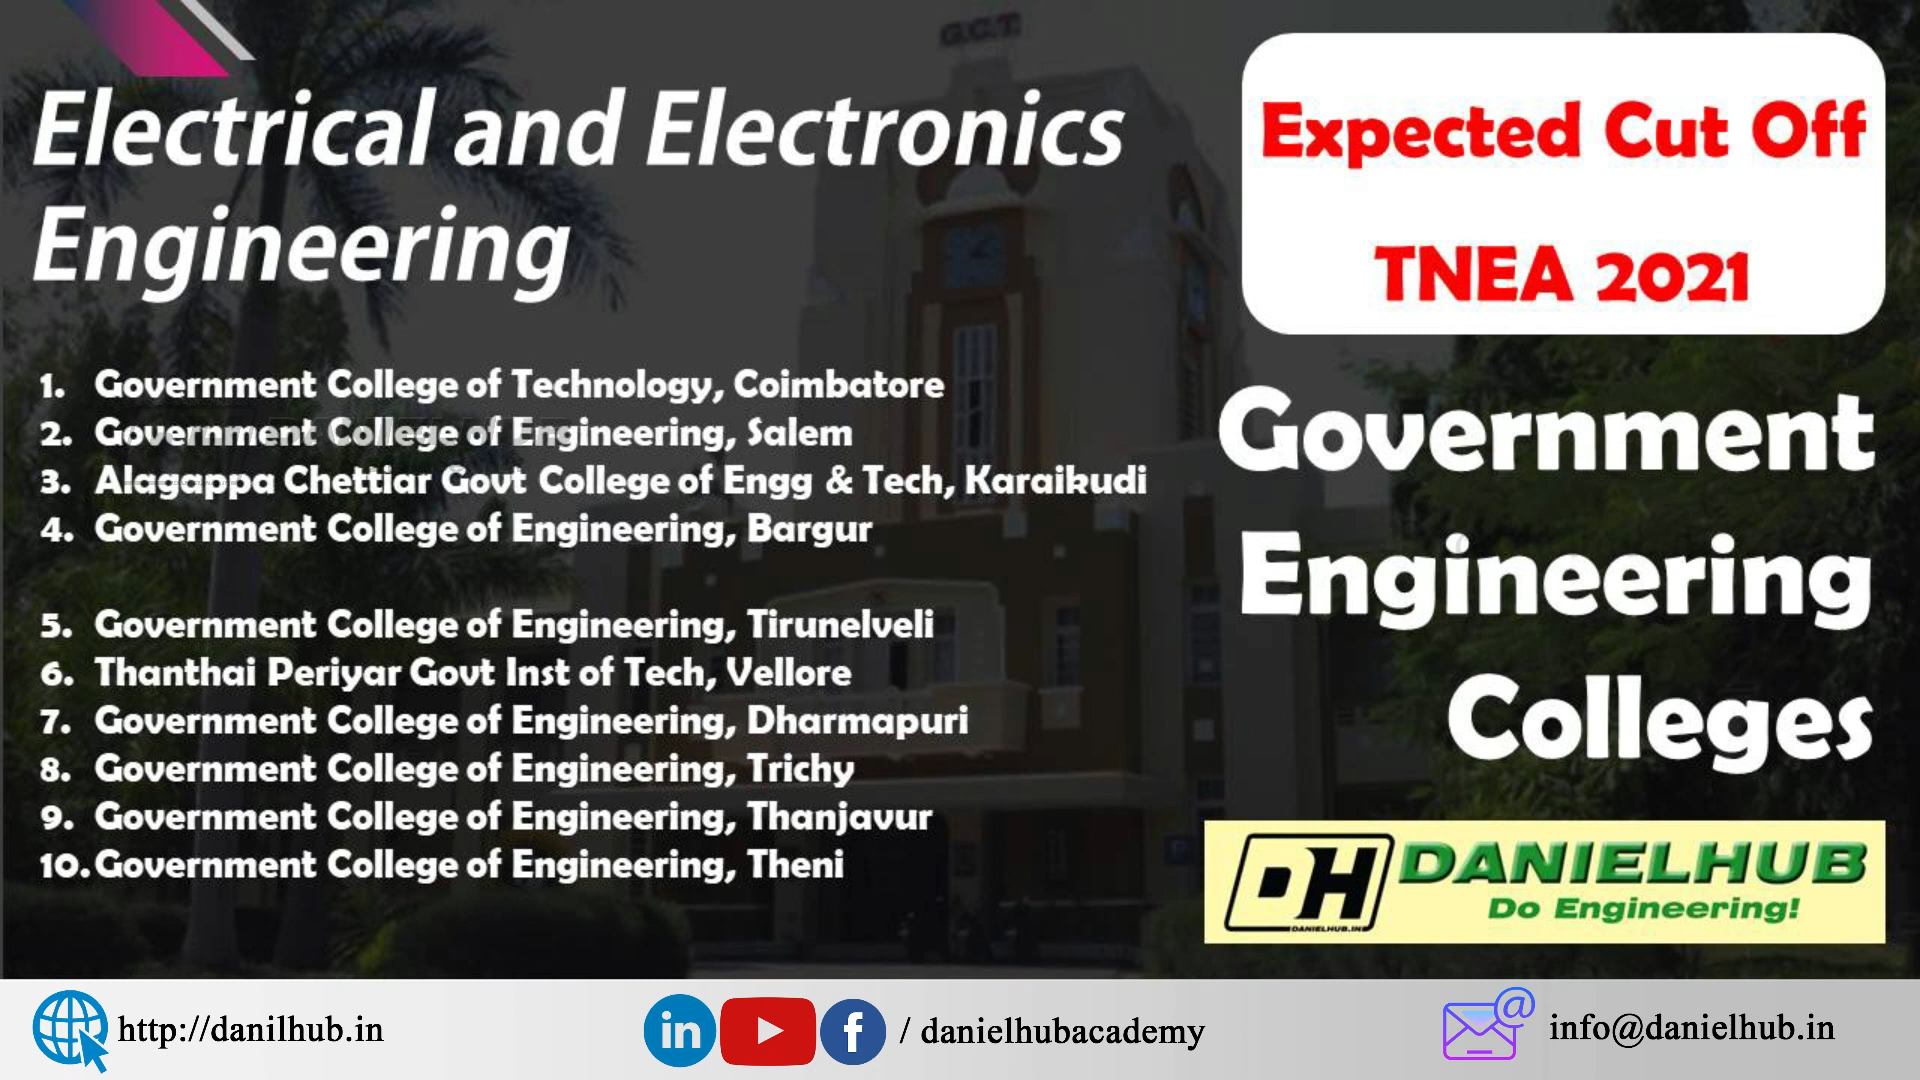 G.C.T.
Electrical and Electronics
Engineering
1. Government College of Technology, Coimbatore
2. Government College of Engineering, Salem
3. Alagappa Chettiar Govt College of Engg & Tech, Karaikudi
4. Government College of Engineering, Bargur
5. Government College of Engineering, Tirunelveli
6. Thanthai Periyar Govt Inst of Tech, Vellore
7. Government College of Engineering, Dharmapuri
8. Government College of Engineering, Trichy
9. Government College of Engineering, Thanjavur
10. Government College of Engineering, Theni
Expected Cut Off
TNEA 2021
Government
Engineering
Colleges
DH
DANIELHUB.IN
DANIELHUB
Do Engineering!
http://danilhub.in
in f / danielhubacademy
@
info@danielhub.in